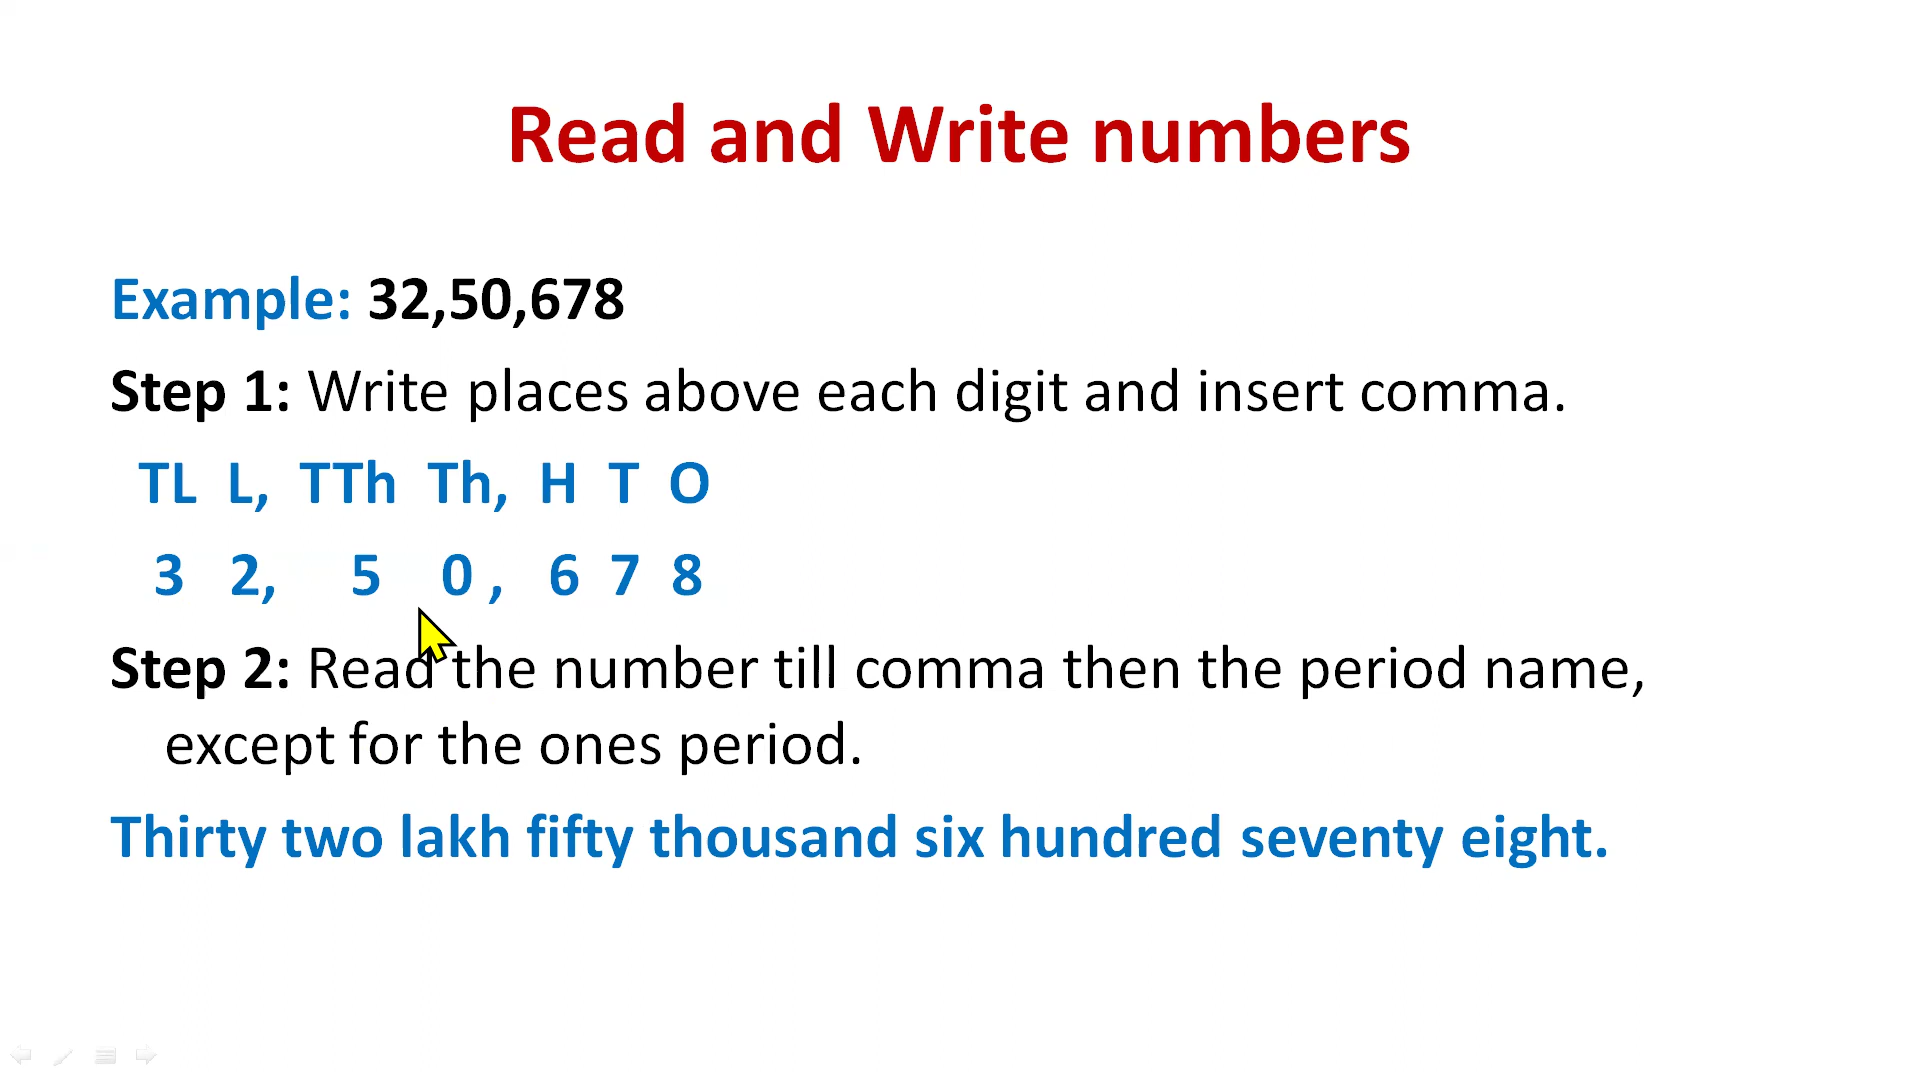 Read and Write numbers
Example: 32,50,678
Step 1: Write places above each digit and insert comma.
TL L, TTh Th, H T O
3 2, 5 0 , 6 7 8
Step 2: Read the number till comma then the period name,
except for the ones period.
Thirty two lakh fifty thousand six hundred seventy eight.